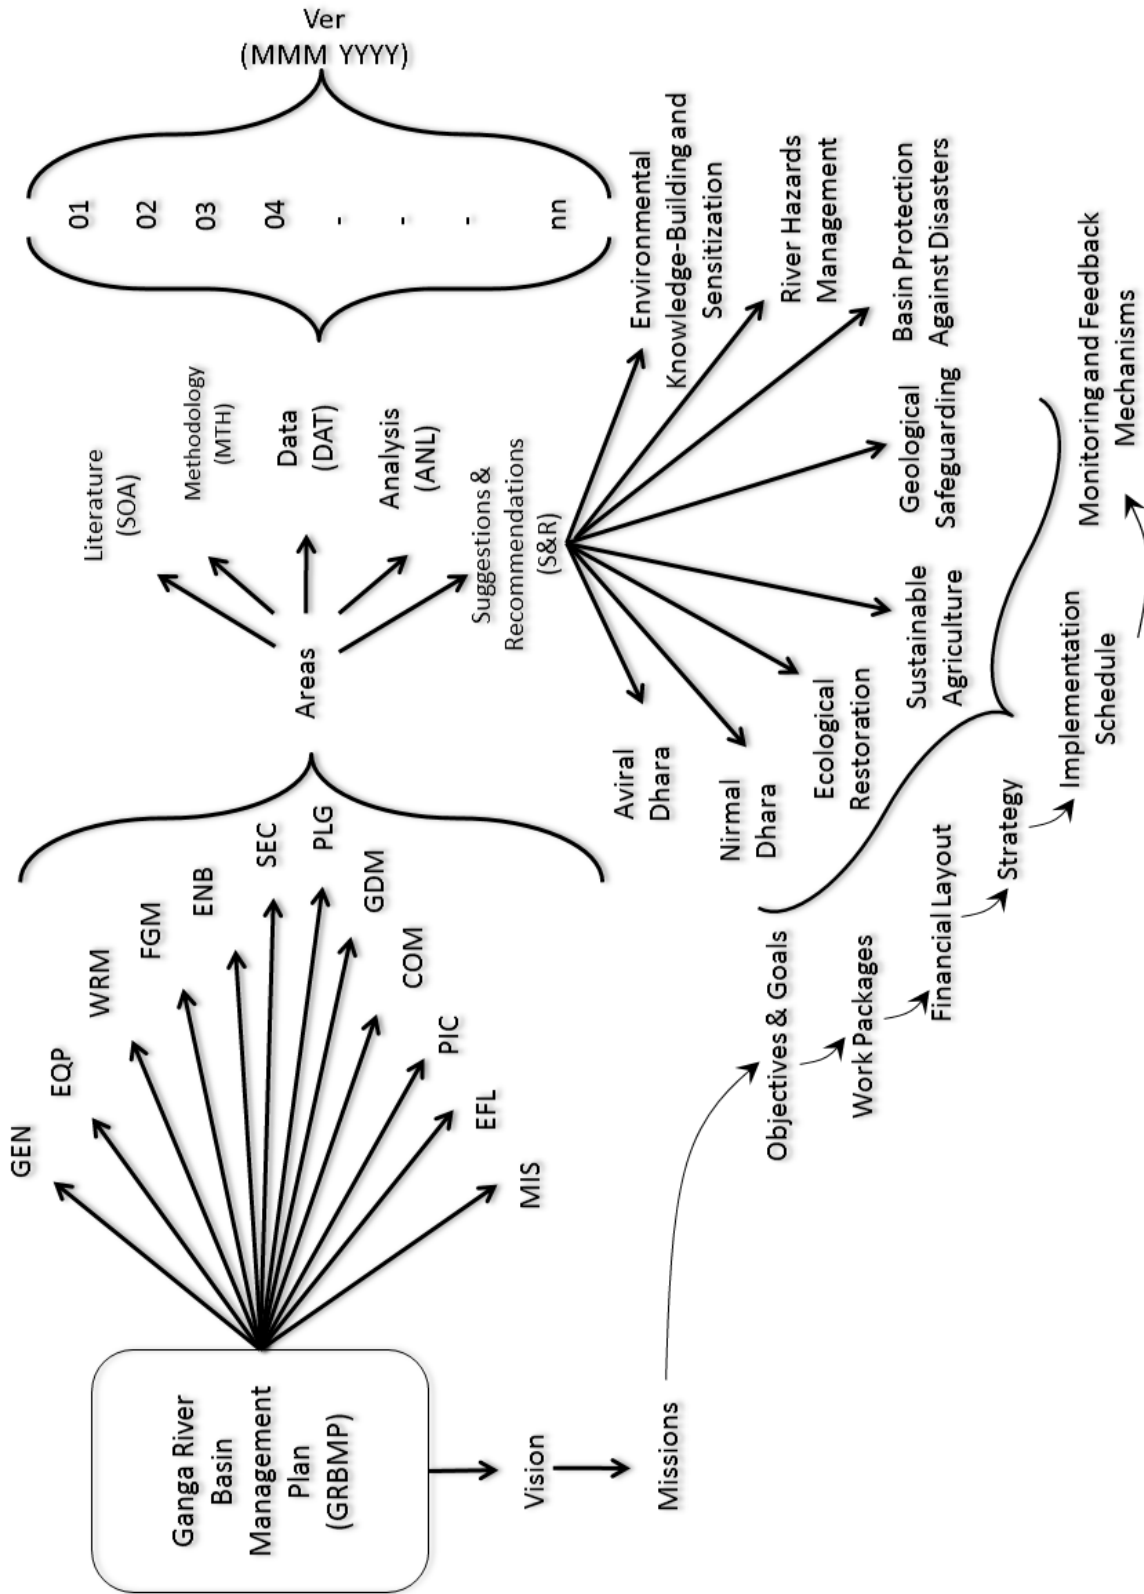 Ganga River
Basin
Management
Plan
(GRBMP)
GEN
EQP
WRM
FGM
ENB
SEC
PLG
GDM
COM
PIC
EFL
MIS
Areas
Literature
(SOA)
Methodology
(MTH)
Data
(DAT)
Analysis
(ANL)
Suggestions &
Recommendations
(S&R)
01
02
03
04
-
-
-
nn
Ver
(MMM YYYY)
Aviral
Dhara
Nirmal
Dhara
Ecological
Restoration
Sustainable
Agriculture
Geological
Safeguarding
Basin Protection
Against Disasters
River Hazards
Management
Environmental
Knowledge-Building and
Sensitization
Vision
Missions
Objectives & Goals
Work Packages
Financial Layout
Strategy
Implementation
Schedule
Monitoring and Feedback
Mechanisms